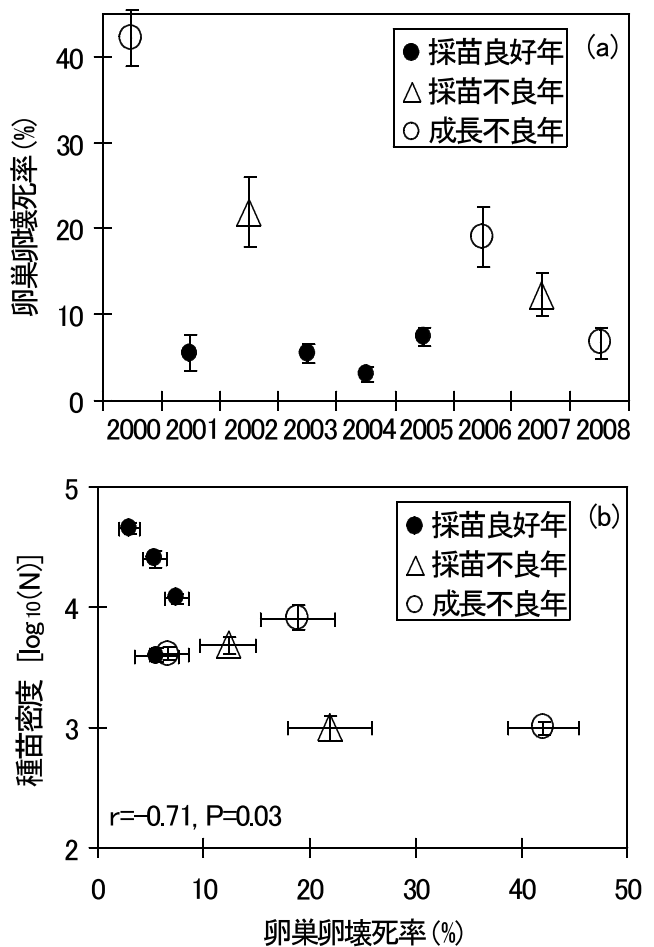 (a)
採苗良好年
採苗不良年
成長不良年
卵巣卵壊死率(%)
40
30
20
10
0
2000 2001 2002 2003 2004 2005 2006 2007 2008
(b)
採苗良好年
採苗不良年
成長不良年
種苗密度 [log10(N)]
5
4
3
2
r=-0.71, P=0.03
0 10 20 30 40 50
卵巣卵壊死率(%)